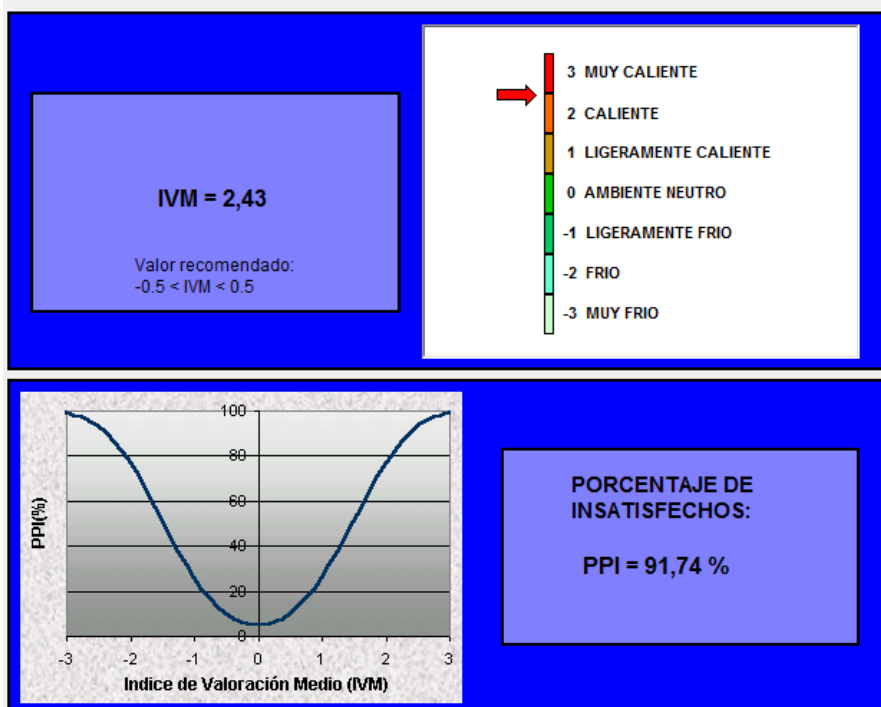 IVM = 2,43
Valor recomendado:
-0.5 < IVM < 0.5
3 MUY CALIENTE
2 CALIENTE
1 LIGERAMENTE CALIENTE
0 AMBIENTE NEUTRO
-1 LIGERAMENTE FRIO
-2 FRIO
-3 MUY FRIO
PPI(%)
100
80
60
40
20
0
-3 -2 -1 0 1 2 3
Indice de Valoración Medio (IVM)
PORCENTAJE DE
INSATISFECHOS:
PPI = 91,74 %